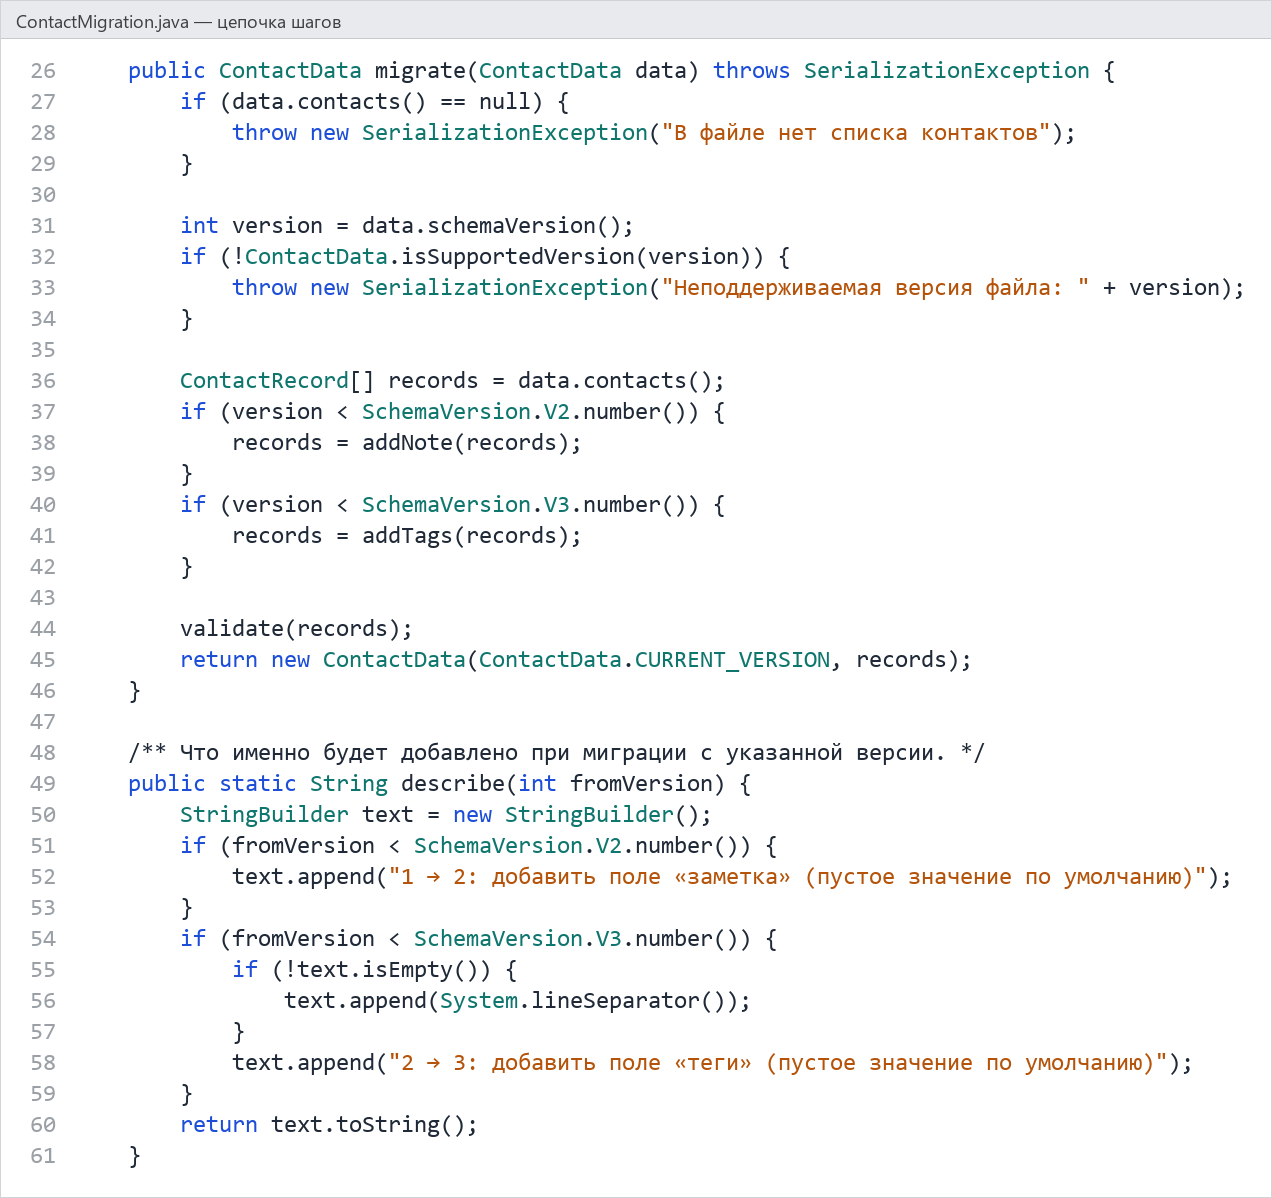 ContactMigration.java — цепочка шагов
26 public ContactData migrate(ContactData data) throws SerializationException {
27 if (data.contacts() == null) {
28 throw new SerializationException("В файле нет списка контактов");
29 }
30
31 int version = data.schemaVersion();
32 if (!ContactData.isSupportedVersion(version)) {
33 throw new SerializationException("Неподдерживаемая версия файла: " + version);
34 }
35
36 ContactRecord[] records = data.contacts();
37 if (version < SchemaVersion.V2.number()) {
38 records = addNote(records);
39 }
40 if (version < SchemaVersion.V3.number()) {
41 records = addTags(records);
42 }
43
44 validate(records);
45 return new ContactData(ContactData.CURRENT_VERSION, records);
46 }
47
48 /** Что именно будет добавлено при миграции с указанной версии. */
49 public static String describe(int fromVersion) {
50 StringBuilder text = new StringBuilder();
51 if (fromVersion < SchemaVersion.V2.number()) {
52 text.append("1 → 2: добавить поле «заметка» (пустое значение по умолчанию)");
53 }
54 if (fromVersion < SchemaVersion.V3.number()) {
55 if (!text.isEmpty()) {
56 text.append(System.lineSeparator());
57 }
58 text.append("2 → 3: добавить поле «теги» (пустое значение по умолчанию)");
59 }
60 return text.toString();
61 }